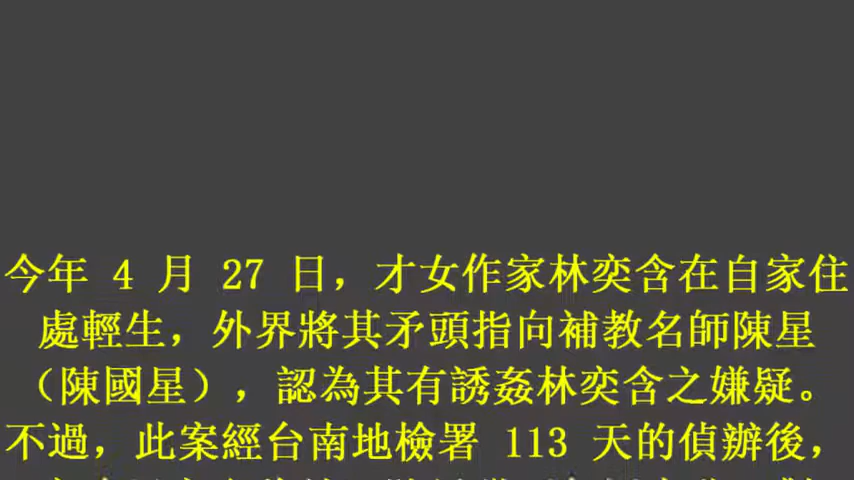 今年 4 月 27 日，才女作家林奕含在自家住
處輕生，外界將其矛頭指向補教名師陳星
（陳國星），認為其有誘姦林奕含之嫌疑。
不過，此案經台南地檢署 113 天的偵辦後，